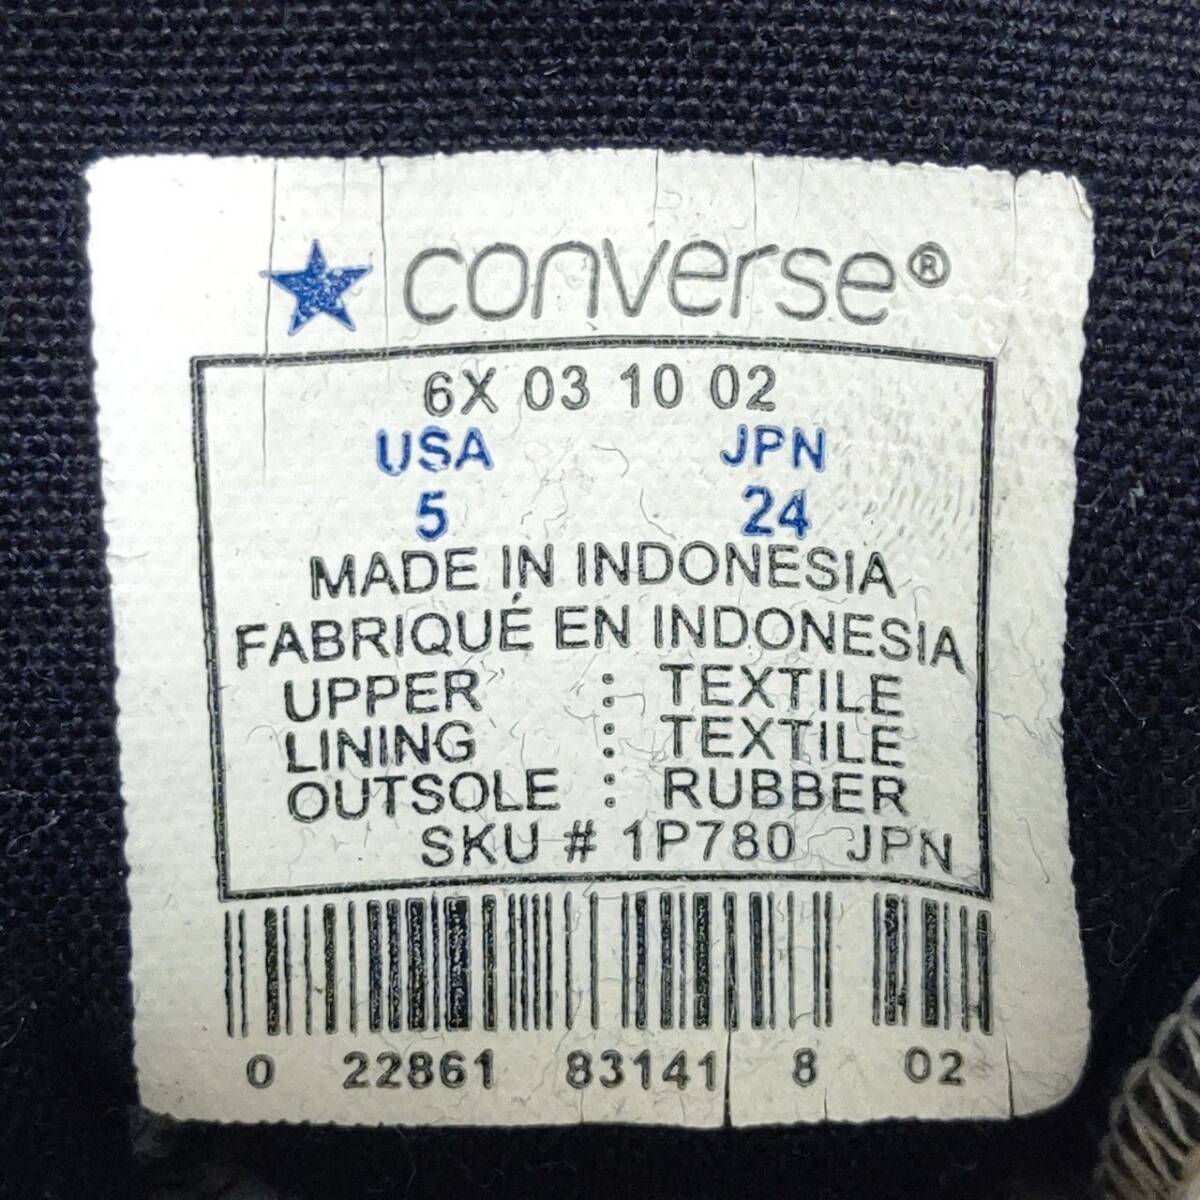 converse®
6X 03 10 02
USA JPN
5 24
MADE IN INDONESIA
FABRIQUÉ EN INDONESIA
UPPER : TEXTILE
LINING : TEXTILE
OUTSOLE : RUBBER
SKU # 1P780 JPN
0 22861 83141 8 02